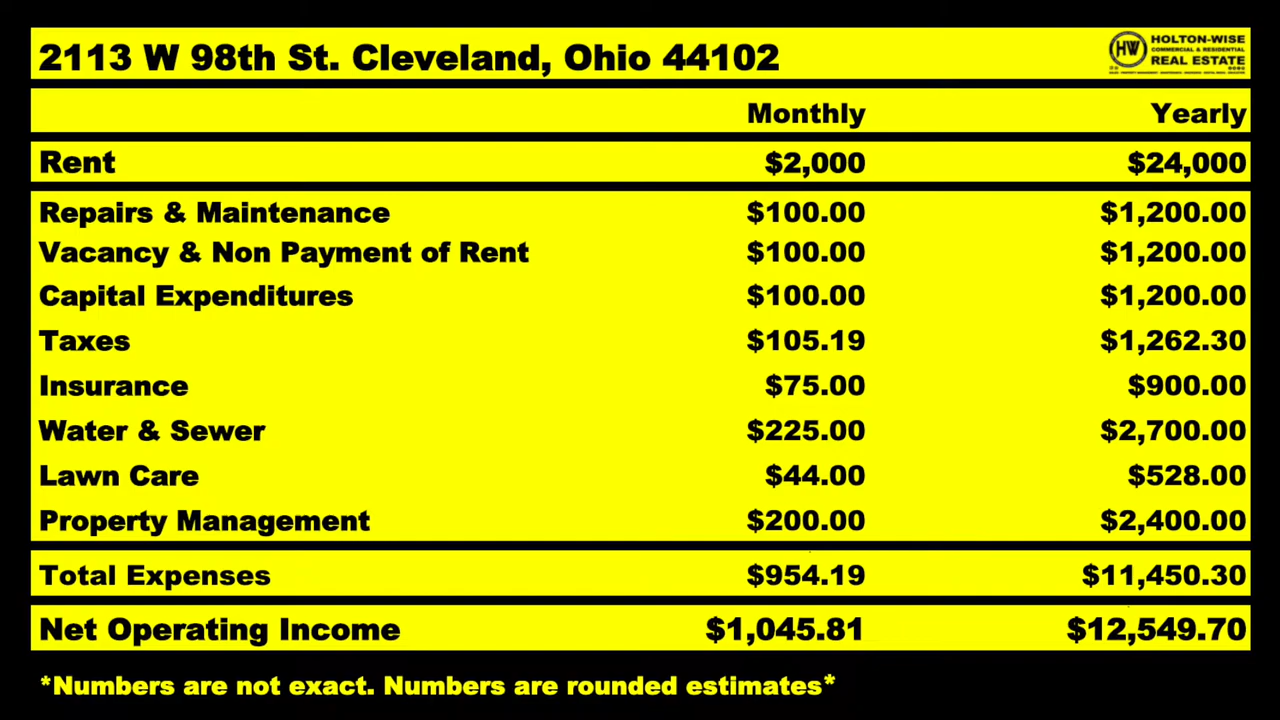 2113 W 98th St. Cleveland, Ohio 44102
HW
HOLTON-WISE
COMMERCIAL & RESIDENTIAL
REAL ESTATE
Monthly Yearly
Rent $2,000 $24,000
Repairs & Maintenance $100.00 $1,200.00
Vacancy & Non Payment of Rent $100.00 $1,200.00
Capital Expenditures $100.00 $1,200.00
Taxes $105.19 $1,262.30
Insurance $75.00 $900.00
Water & Sewer $225.00 $2,700.00
Lawn Care $44.00 $528.00
Property Management $200.00 $2,400.00
Total Expenses $954.19 $11,450.30
Net Operating Income $1,045.81 $12,549.70
*Numbers are not exact. Numbers are rounded estimates*